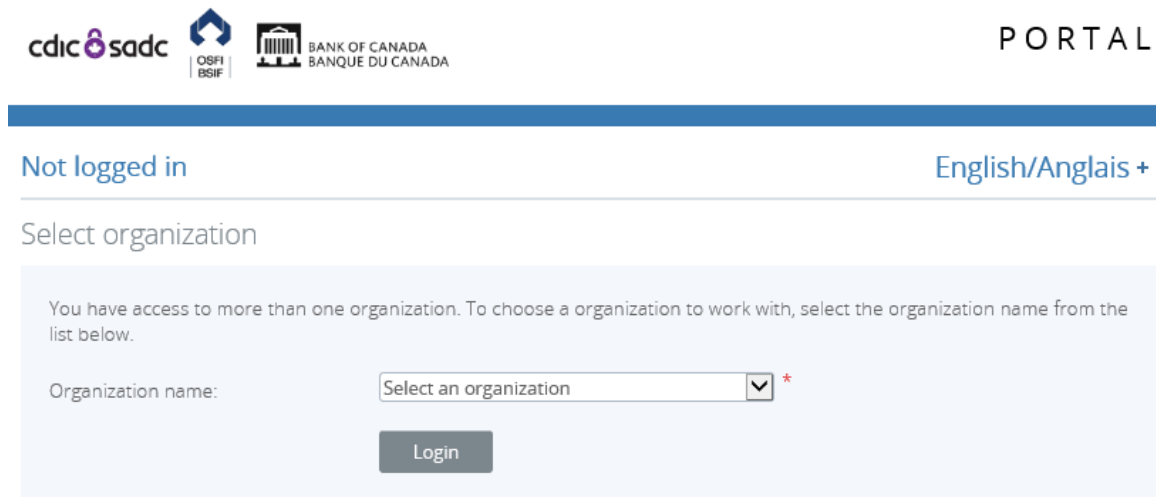 cdic sadc
OSFI
BSIF
BANK OF CANADA
BANQUE DU CANADA
PORTAL
Not logged in
English/Anglais +
Select organization
You have access to more than one organization. To choose a organization to work with, select the organization name from the
list below.
Organization name:
Select an organization *
Login